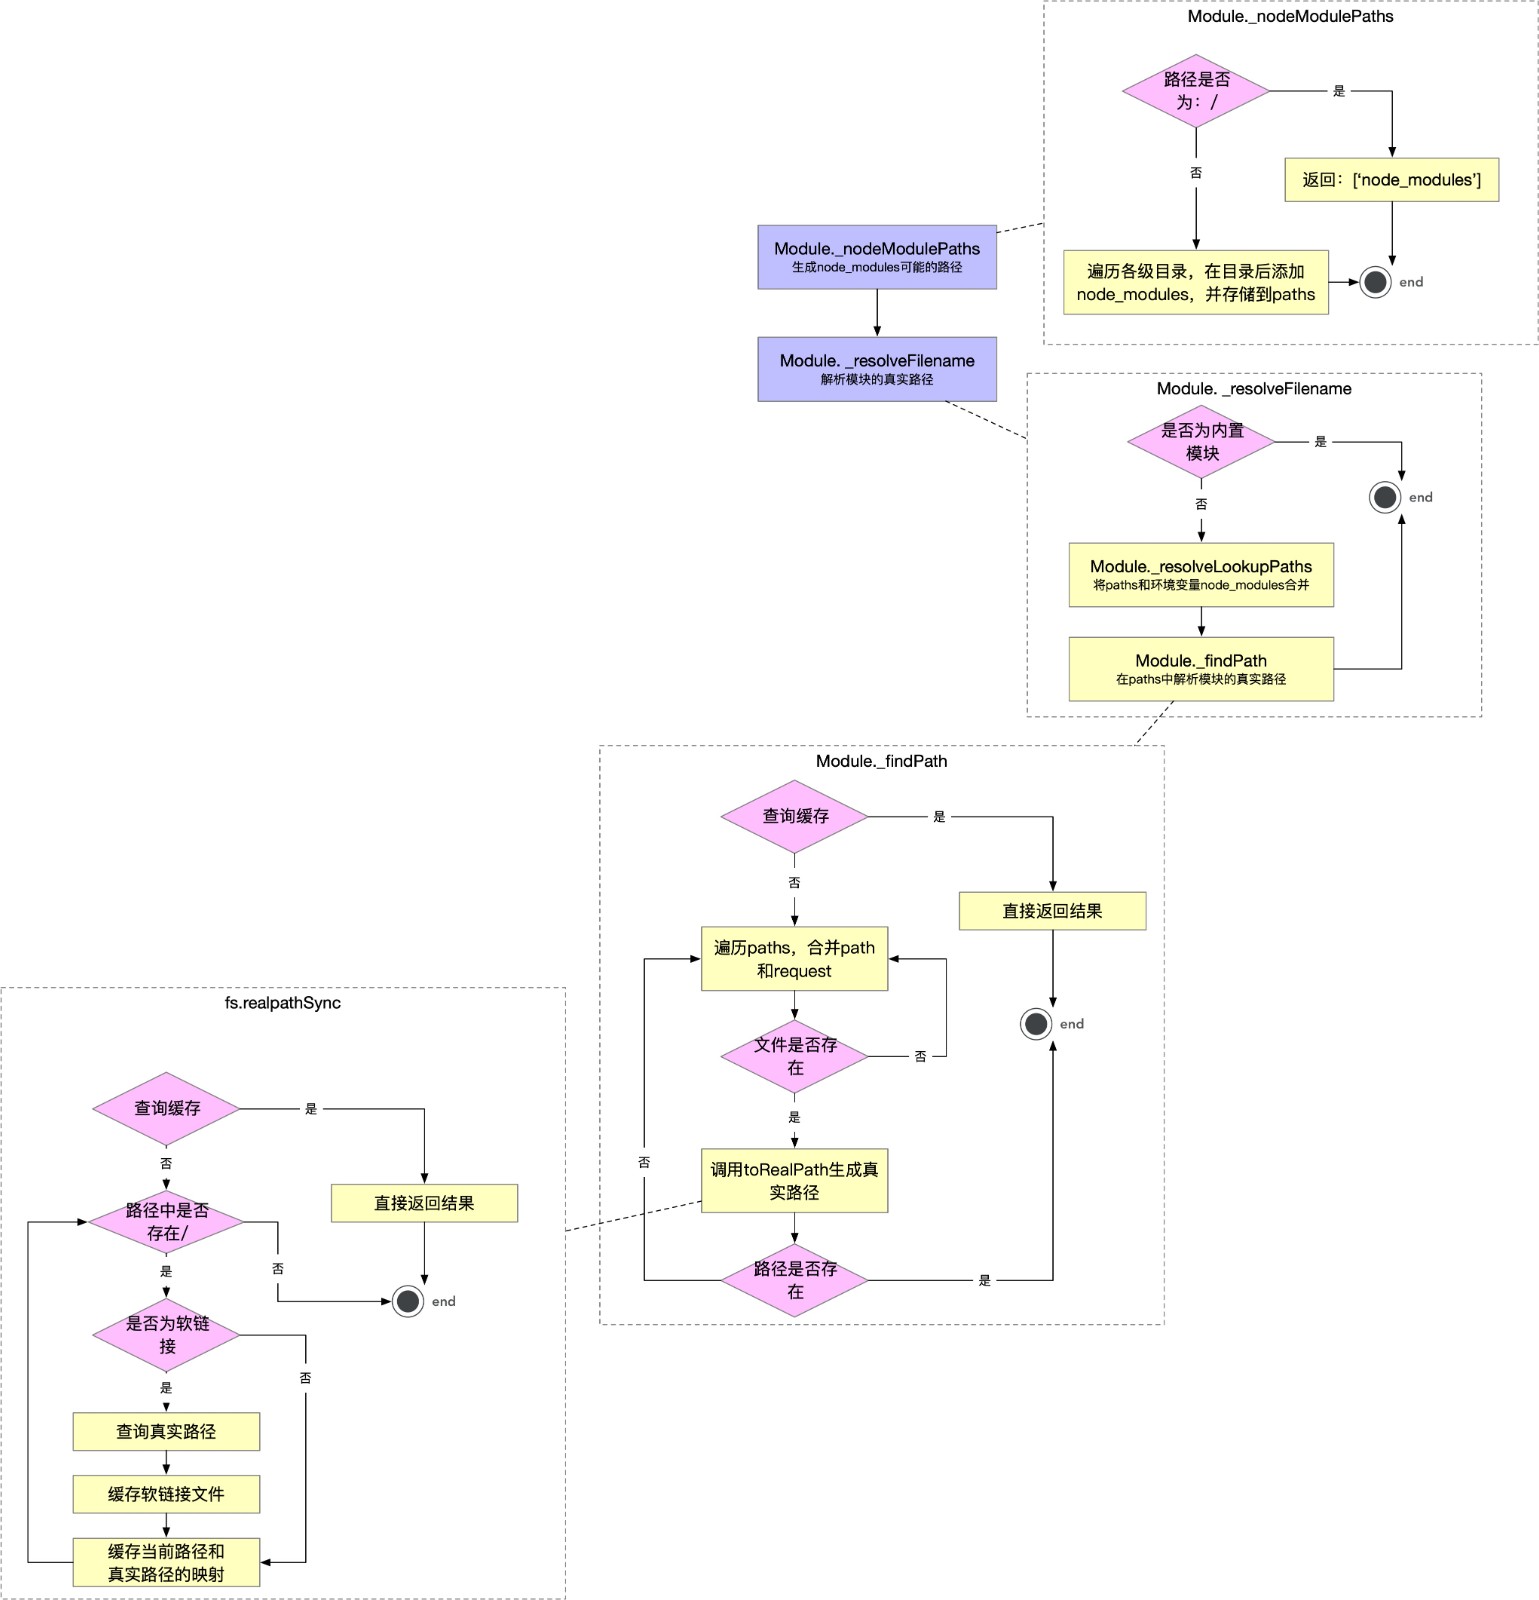 Module._nodeModulePaths
路径是否
为：/
是
否
返回：[‘node_modules’]
遍历各级目录，在目录后添加
node_modules，并存储到paths
end
Module._nodeModulePaths
生成node_modules可能的路径
Module. _resolveFilename
解析模块的真实路径
Module. _resolveFilename
是否为内置
模块
是
否
end
Module._resolveLookupPaths
将paths和环境变量node_modules合并
Module._findPath
在paths中解析模块的真实路径
Module._findPath
查询缓存
是
否
直接返回结果
遍历paths，合并path
和request
end
文件是否存
在
否
是
调用toRealPath生成真
实路径
否
路径是否存
在
是
fs.realpathSync
查询缓存
是
否
直接返回结果
路径中是否
存在/
是
否
end
是否为软链
接
否
是
查询真实路径
缓存软链接文件
缓存当前路径和
真实路径的映射